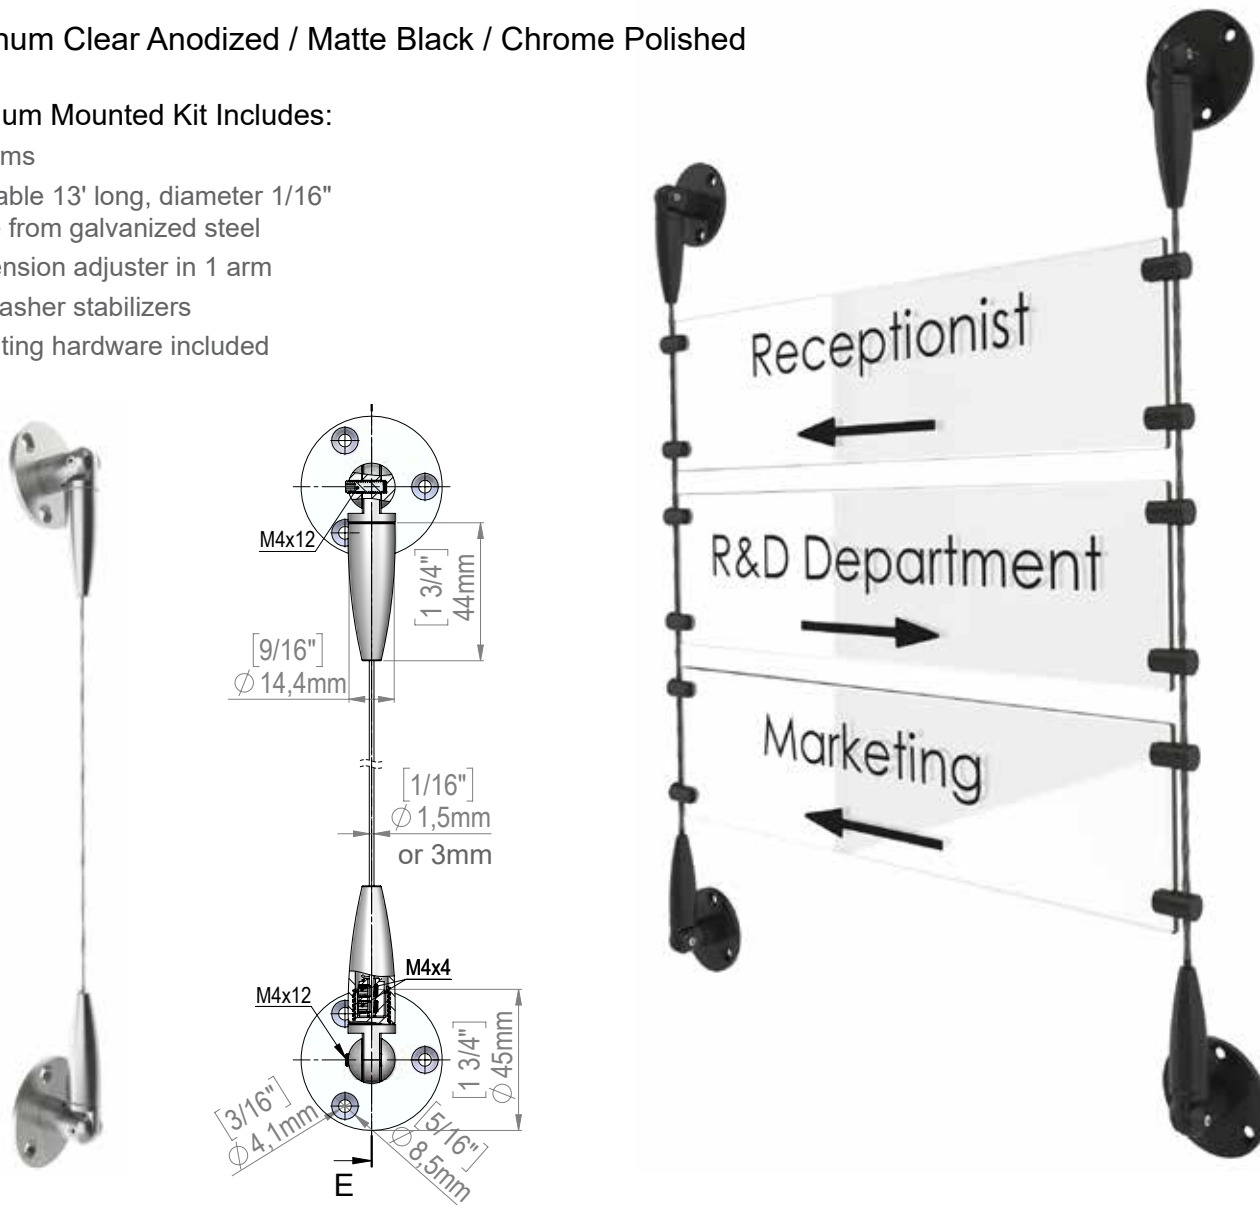 num Clear Anodized / Matte Black / Chrome Polished
um Mounted Kit Includes:
ms
able 13' long, diameter 1/16"
from galvanized steel
ension adjuster in 1 arm
asher stabilizers
ting hardware included
M4x12
[1 3/4"]
44mm
[9/16"]
∅ 14,4mm
[1/16"]
∅ 1,5mm
or 3mm
M4x4
M4x12
[1 3/4"]
∅ 45mm
[3/16"]
∅ 4,1mm
[5/16"]
∅ 8,5mm
E
Receptionist
R&D Department
Marketing